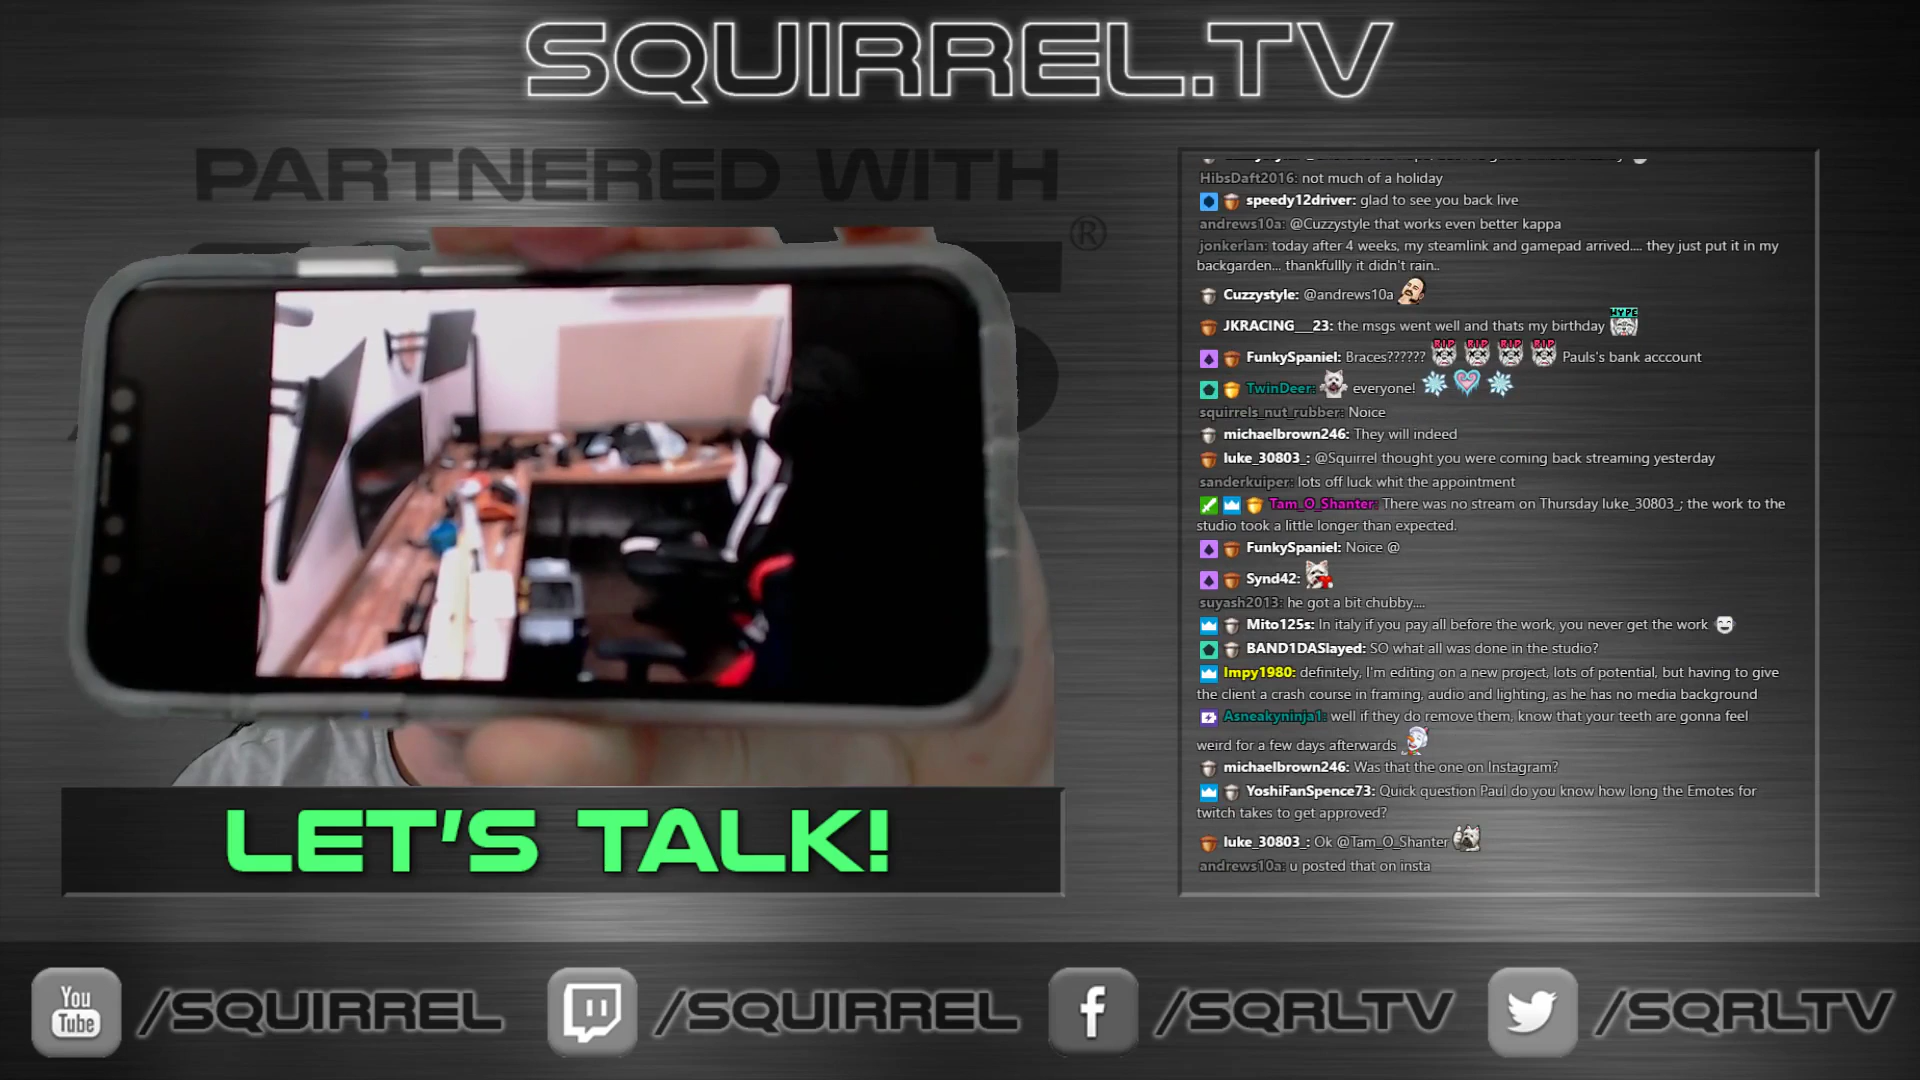 SQUIRREL.TV
PARTNERED WITH
®
HibsDaft2016: not much of a holiday
speedy12driver: glad to see you back live
andrews10a: @Cuzzystyle that works even better kappa
jonkerlan: today after 4 weeks, my steamlink and gamepad arrived.... they just put it in my
backgarden... thankfullly it didn't rain..
Cuzzystyle: @andrews10a
HYPE
JKRACING__23: the msgs went well and thats my birthday
RIP RIP RIP RIP
FunkySpaniel: Braces?????? Pauls's bank acccount
TwinDeer: everyone!
squirrels_nut_rubber: Noice
michaelbrown246: They will indeed
luke_30803_: @Squirrel thought you were coming back streaming yesterday
sanderkuiper: lots off luck whit the appointment
Tam_O_Shanter: There was no stream on Thursday luke_30803_; the work to the
studio took a little longer than expected.
FunkySpaniel: Noice @
Synd42:
suyash2013: he got a bit chubby....
Mito125s: In italy if you pay all before the work, you never get the work
BAND1DASlayed: SO what all was done in the studio?
Impy1980: definitely, I'm editing on a new project, lots of potential, but having to give
the client a crash course in framing, audio and lighting, as he has no media background
Asneakyninja1: well if they do remove them, know that your teeth are gonna feel
weird for a few days afterwards
michaelbrown246: Was that the one on Instagram?
YoshiFanSpence73: Quick question Paul do you know how long the Emotes for
twitch takes to get approved?
luke_30803_: Ok @Tam_O_Shanter
andrews10a: u posted that on insta
LET'S TALK!
You
Tube
/SQUIRREL
/SQUIRREL
f
/SQRLTV
/SQRLTV